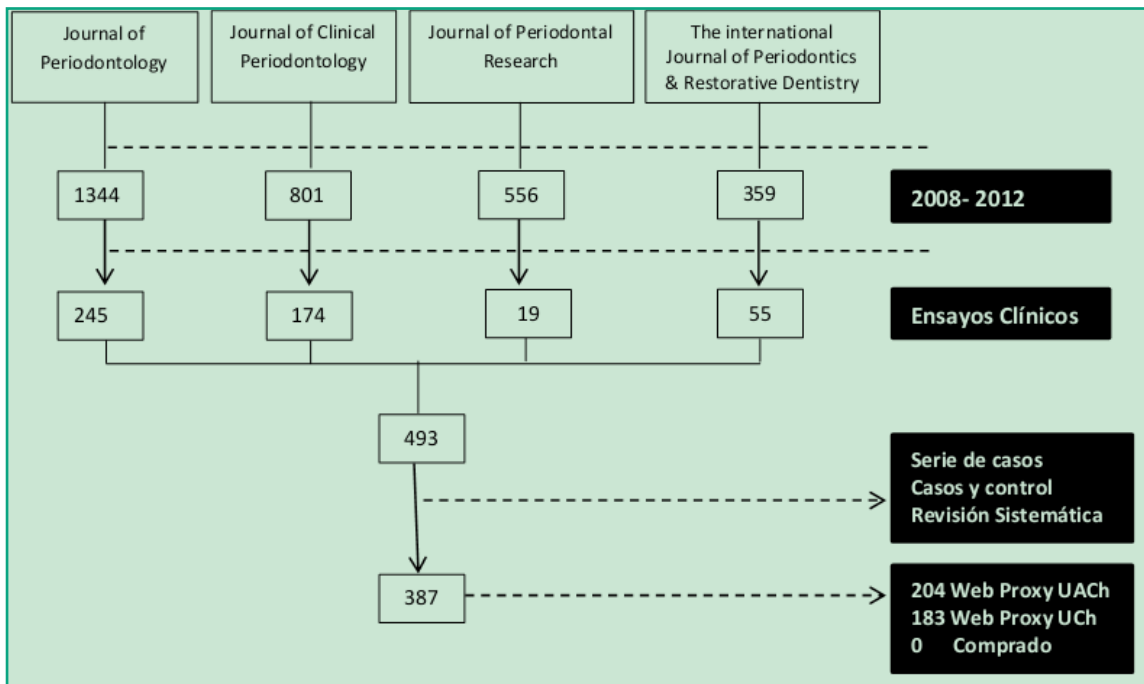 Journal of
Periodontology
Journal of Clinical
Periodontology
Journal of Periodontal
Research
The international
Journal of Periodontics
& Restorative Dentistry
1344
801
556
359
2008- 2012
245
174
19
55
Ensayos Clínicos
493
Serie de casos
Casos y control
Revisión Sistemática
387
204 Web Proxy UACh
183 Web Proxy UCh
0 Comprado